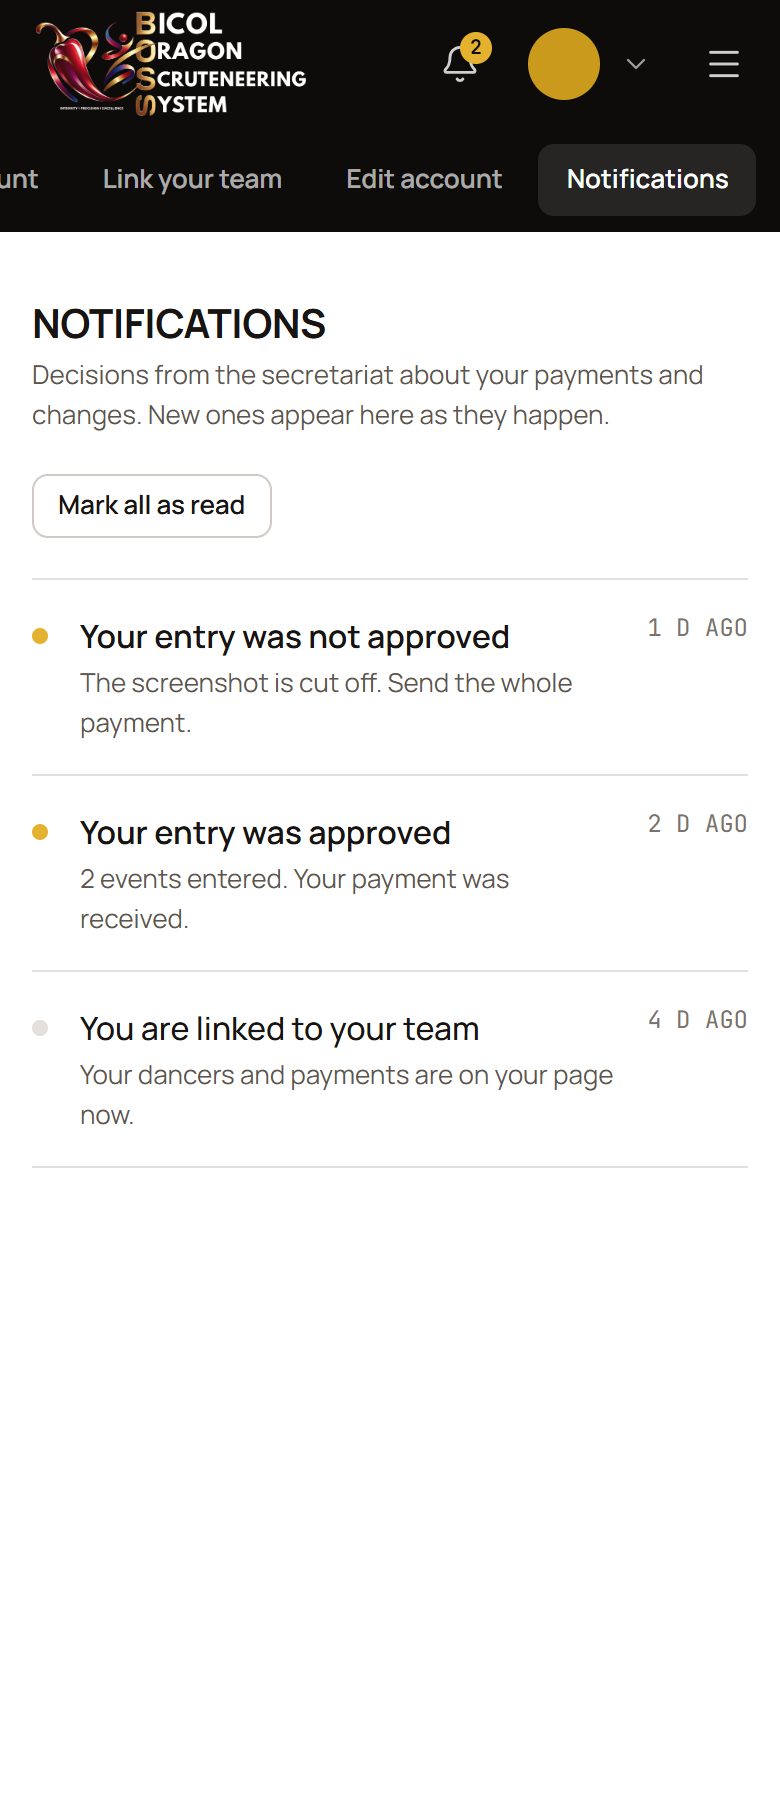 BICOL
ORAGON
SCRUTENEERING
SYSTEM
INTEGRITY • PRECISION • EXCELLENCE
2
unt
Link your team
Edit account
Notifications
NOTIFICATIONS
Decisions from the secretariat about your payments and
changes. New ones appear here as they happen.
Mark all as read
Your entry was not approved
1 D AGO
The screenshot is cut off. Send the whole
payment.
Your entry was approved
2 D AGO
2 events entered. Your payment was
received.
You are linked to your team
4 D AGO
Your dancers and payments are on your page
now.